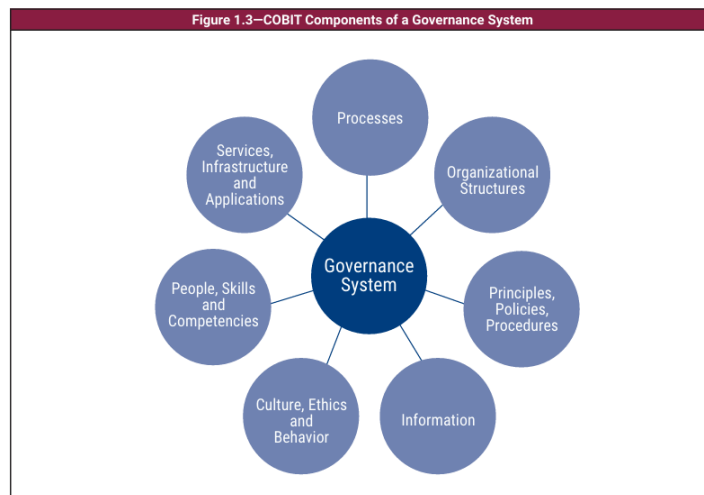 Figure 1.3—COBIT Components of a Governance System
Processes
Organizational
Structures
Principles,
Policies,
Procedures
Information
Culture, Ethics
and
Behavior
People, Skills
and
Competencies
Services,
Infrastructure
and
Applications
Governance
System